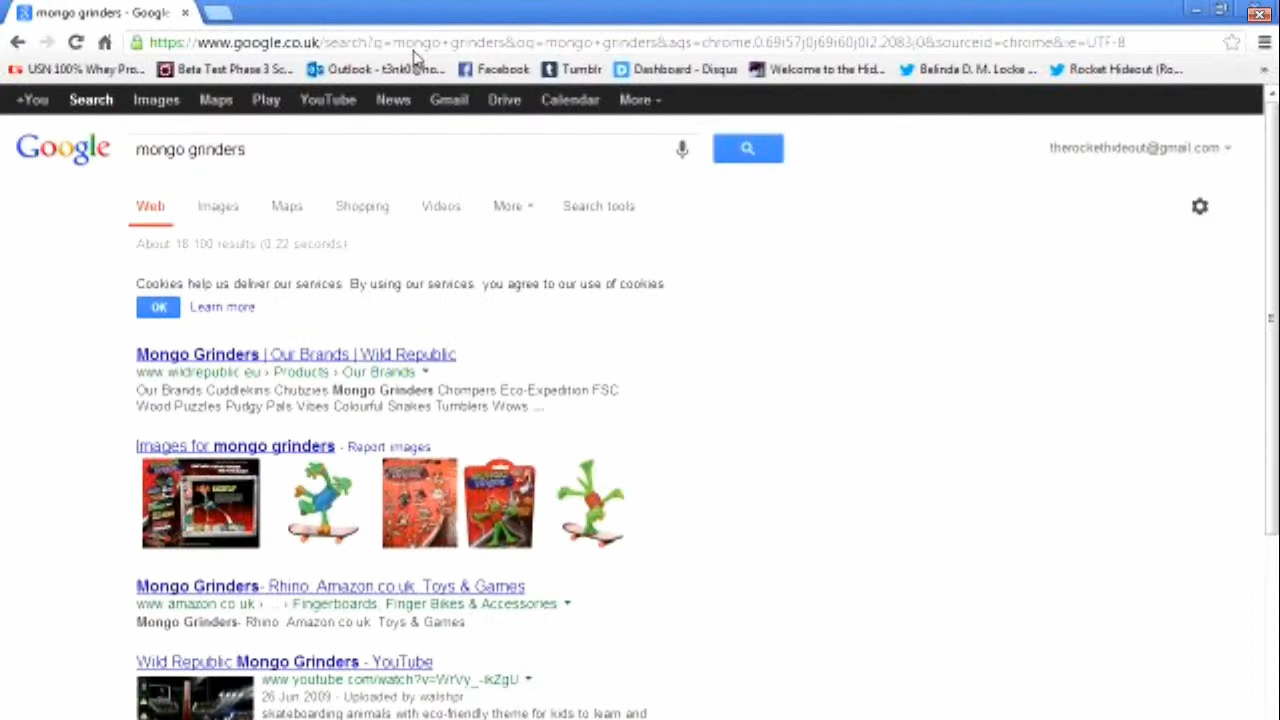 mongo grinders - Google
https://www.google.co.uk/search?q=mongo+grinders&oq=mongo+grinders&aqs=chrome.0.69i57j0j69i60j0l2.2083j0&sourceid=chrome&ie=UTF-8
USN 100% Whey Pro... Beta Test Phase 3 Sc... Outlook - t3nk0@ho... Facebook Tumblr Dashboard - Disqus Welcome to the Hid... Belinda D. M. Locke ... Rocket Hideout (Ro... »
+You Search Images Maps Play YouTube News Gmail Drive Calendar More
Google mongo grinders therockethideout@gmail.com
Web Images Maps Shopping Videos More Search tools
About 18 100 results (0.22 seconds)
Cookies help us deliver our services. By using our services, you agree to our use of cookies
OK Learn more
Mongo Grinders | Our Brands | Wild Republic
www.wildrepublic.eu › Products › Our Brands
Our Brands Cuddlekins Chubzies Mongo Grinders Chompers Eco-Expedition FSC
Wood Puzzles Pudgy Pals Vibes Colourful Snakes Tumblers Wows ...
Images for mongo grinders - Report images
Mongo Grinders- Rhino: Amazon.co.uk: Toys & Games
www.amazon.co.uk › ... › Fingerboards, Finger Bikes & Accessories
Mongo Grinders- Rhino: Amazon.co.uk: Toys & Games
Wild Republic Mongo Grinders - YouTube
www.youtube.com/watch?v=WrVy_-ikZgU
26 Jun 2009 - Uploaded by walshpr
skateboarding animals with eco-friendly theme for kids to learn and